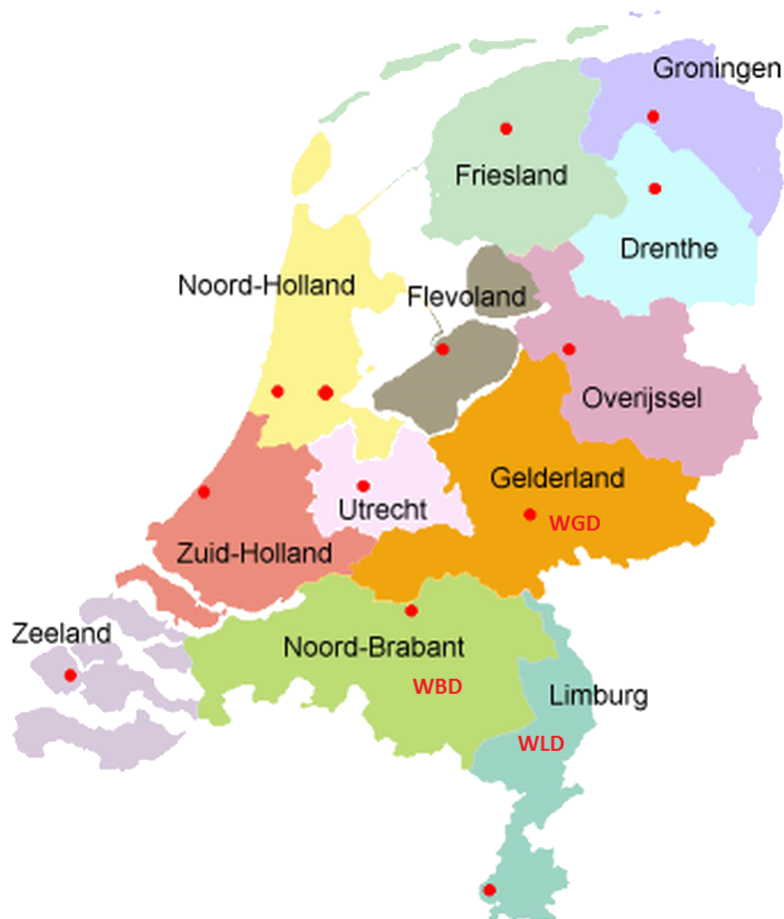 Groningen
Friesland
Drenthe
Noord-Holland
Flevoland
Overijssel
Gelderland
Utrecht
WGD
Zuid-Holland
Zeeland
Noord-Brabant
WBD
Limburg
WLD